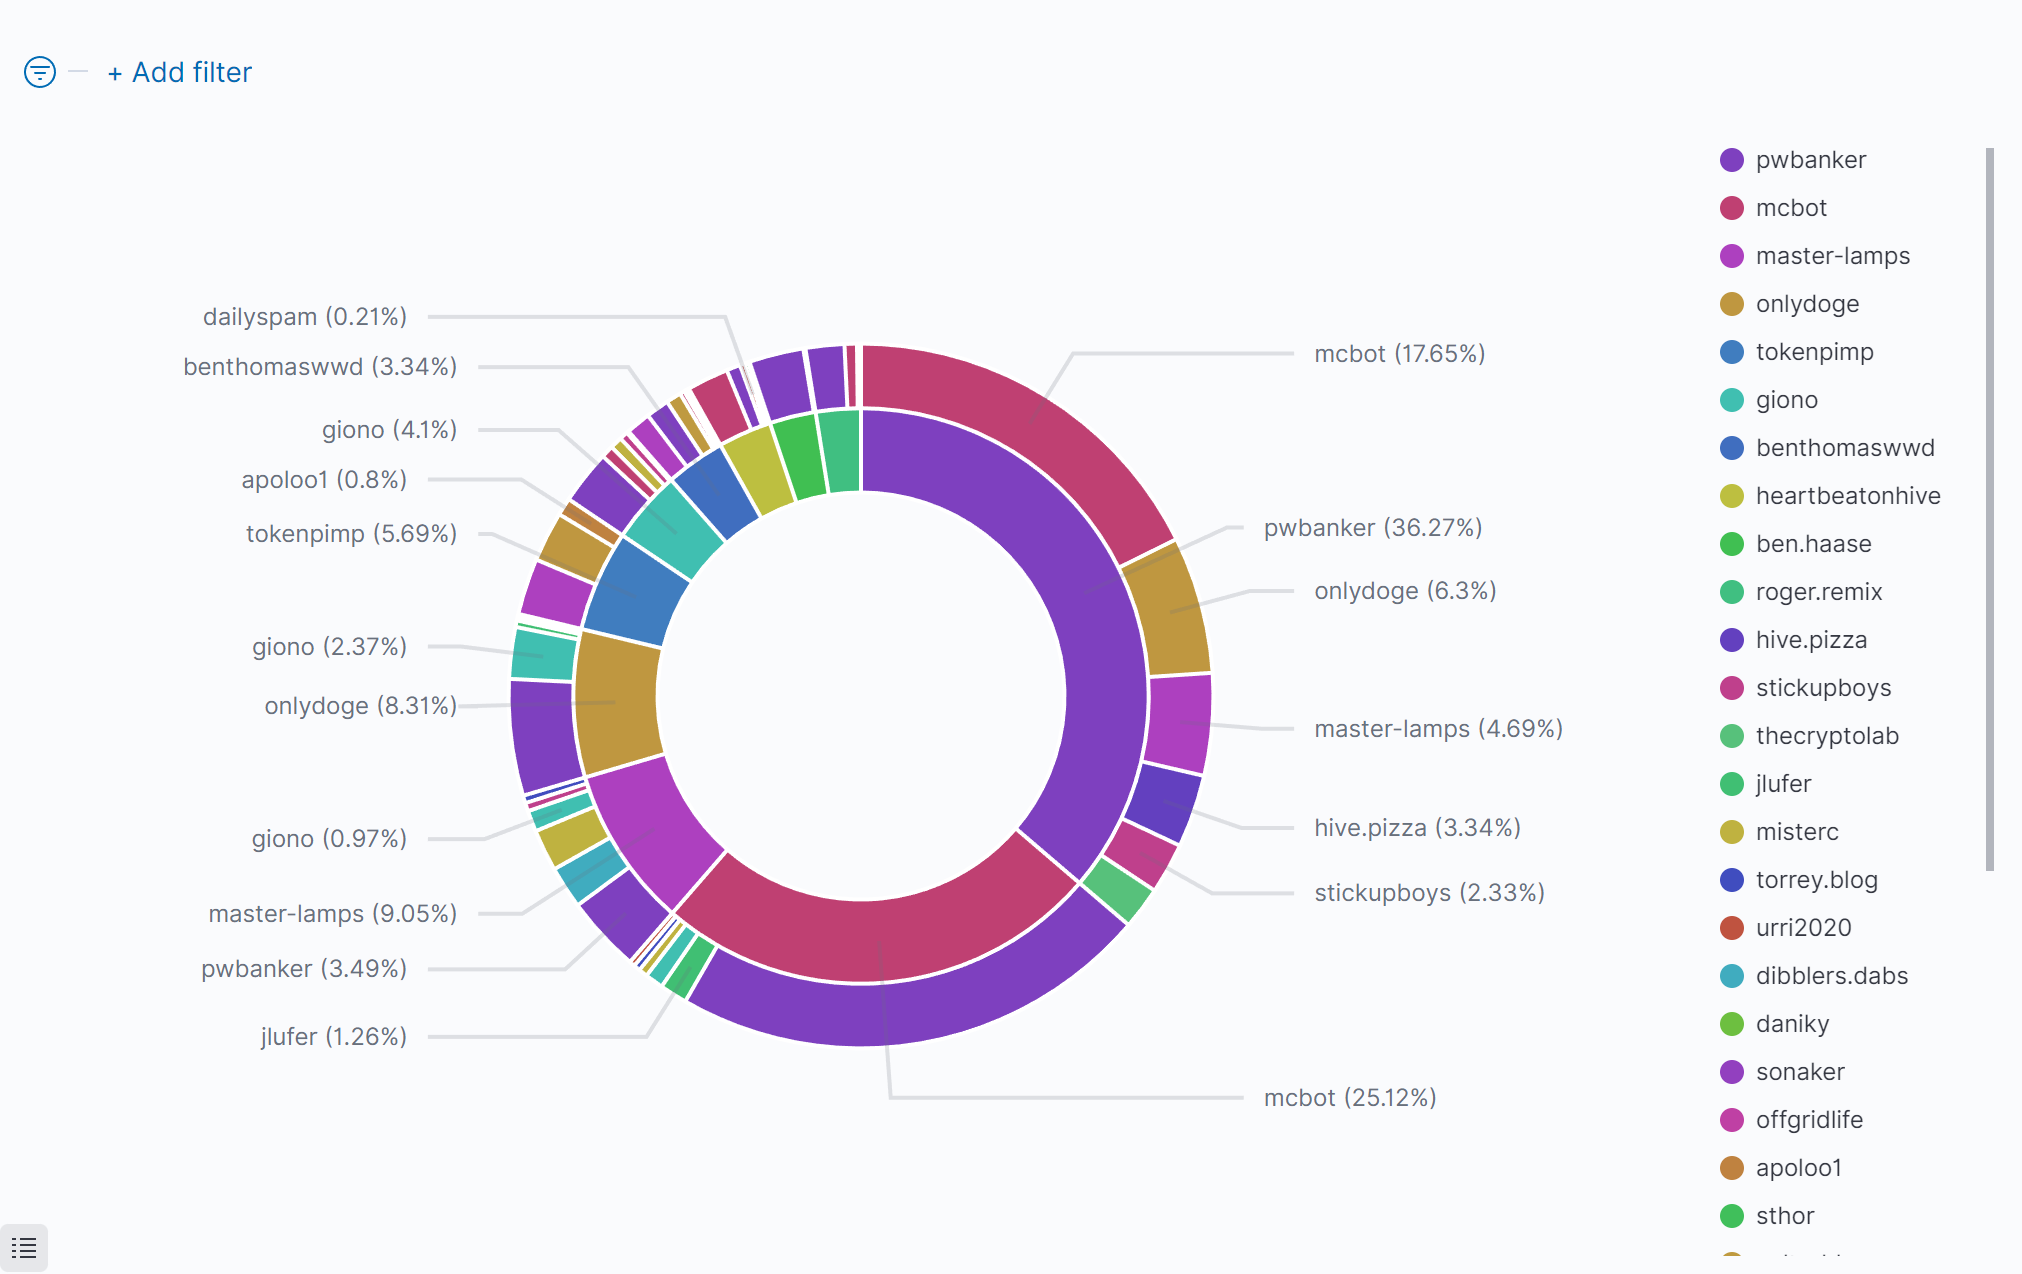 + Add filter
dailyspam (0.21%)
benthomaswwd (3.34%)
giono (4.1%)
apoloo1 (0.8%)
tokenpimp (5.69%)
giono (2.37%)
onlydoge (8.31%)
giono (0.97%)
master-lamps (9.05%)
pwbanker (3.49%)
jlufer (1.26%)
mcbot (17.65%)
pwbanker (36.27%)
onlydoge (6.3%)
master-lamps (4.69%)
hive.pizza (3.34%)
stickupboys (2.33%)
mcbot (25.12%)
pwbanker
mcbot
master-lamps
onlydoge
tokenpimp
giono
benthomaswwd
heartbeatonhive
ben.haase
roger.remix
hive.pizza
stickupboys
thecryptolab
jlufer
misterc
torrey.blog
urri2020
dibblers.dabs
daniky
sonaker
offgridlife
apoloo1
sthor